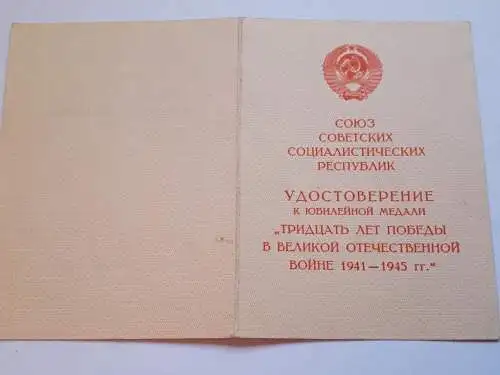 СОЮЗ
СОВЕТСКИХ
СОЦИАЛИСТИЧЕСКИХ
РЕСПУБЛИК
УДОСТОВЕРЕНИЕ
К ЮБИЛЕЙНОЙ МЕДАЛИ
„ТРИДЦАТЬ ЛЕТ ПОБЕДЫ
В ВЕЛИКОЙ ОТЕЧЕСТВЕННОЙ
ВОЙНЕ 1941—1945 гг.“